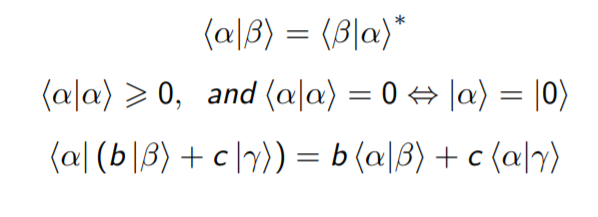 ⟨α|β⟩ = ⟨β|α⟩*
⟨α|α⟩ ⩾ 0, and ⟨α|α⟩ = 0 ⇔ |α⟩ = |0⟩
⟨α| (b |β⟩ + c |γ⟩) = b ⟨α|β⟩ + c ⟨α|γ⟩